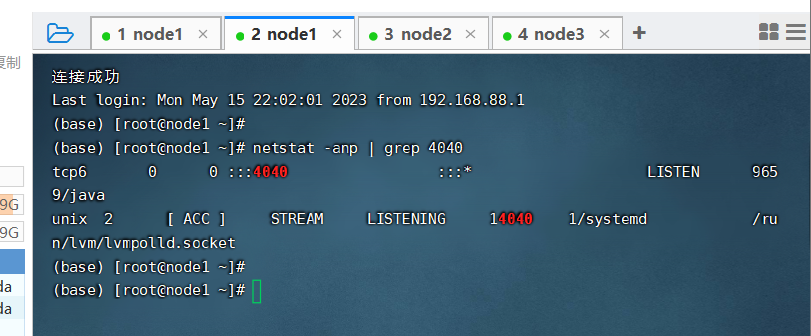 1 node1 × 2 node1 × 3 node2 × 4 node3 × +
复制
连接成功
Last login: Mon May 15 22:02:01 2023 from 192.168.88.1
(base) [root@node1 ~]#
(base) [root@node1 ~]# netstat -anp | grep 4040
tcp6 0 0 :::4040 :::* LISTEN 965
9/java
9G
unix 2 [ ACC ] STREAM LISTENING 14040 1/systemd /ru
9G
n/lvm/lvmpolld.socket
(base) [root@node1 ~]#
da
(base) [root@node1 ~]#
da